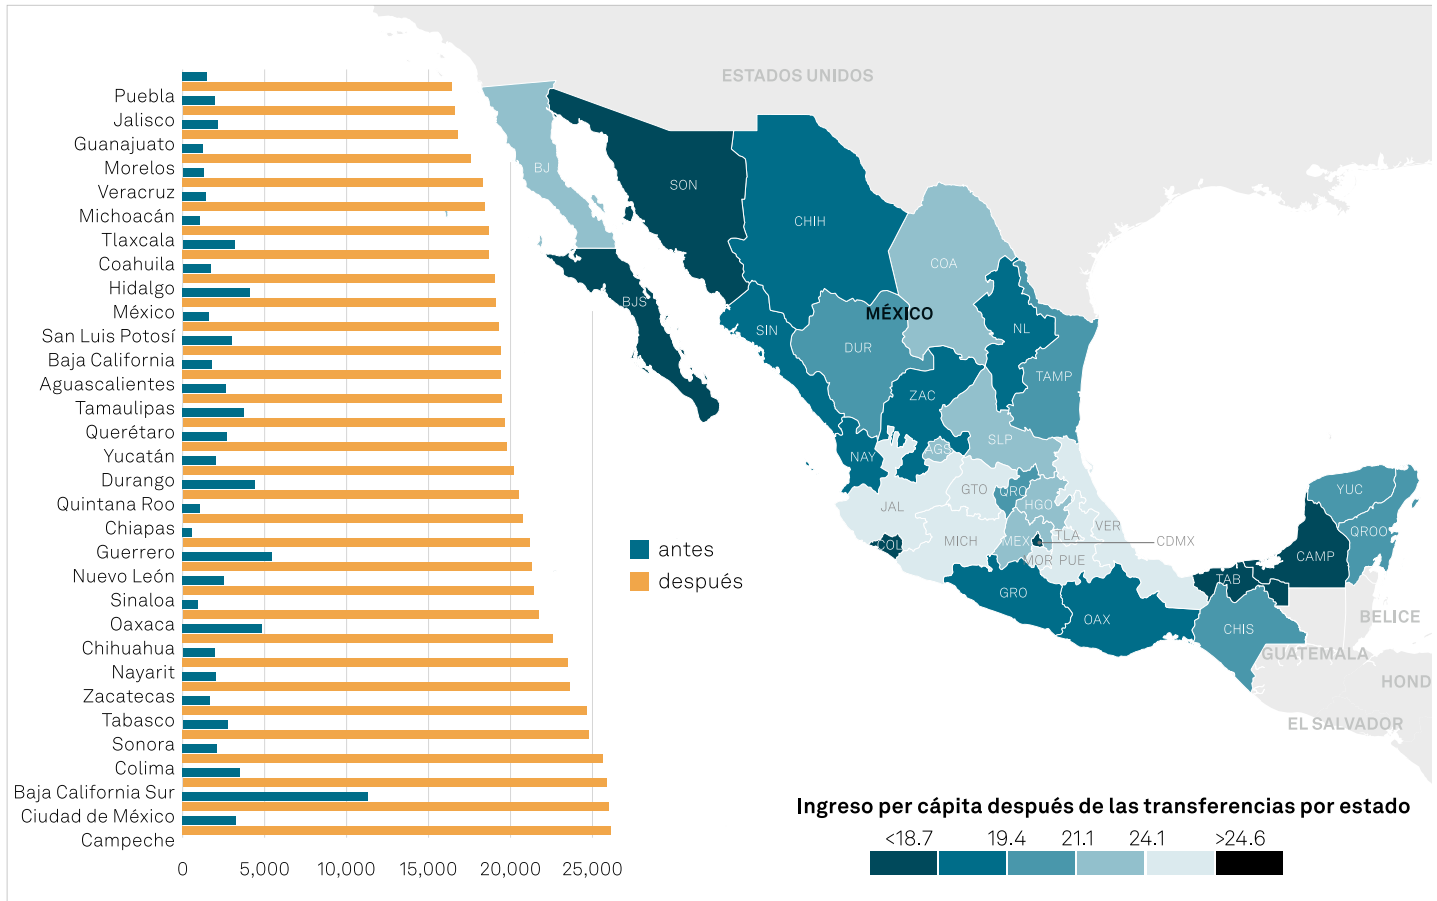 Puebla
Jalisco
Guanajuato
Morelos
Veracruz
Michoacán
Tlaxcala
Coahuila
Hidalgo
México
San Luis Potosí
Baja California
Aguascalientes
Tamaulipas
Querétaro
Yucatán
Durango
Quintana Roo
Chiapas
Guerrero
Nuevo León
Sinaloa
Oaxaca
Chihuahua
Nayarit
Zacatecas
Tabasco
Sonora
Colima
Baja California Sur
Ciudad de México
Campeche
0 5,000 10,000 15,000 20,000 25,000
antes
después
ESTADOS UNIDOS
BJ
SON
CHIH
COA
BJS
MÉXICO
SIN
NL
DUR
TAMP
ZAC
SLP
NAY
AGS
GTO
QRO
YUC
JAL
HGO
VER
QROO
MICH
MEX
TLA
CDMX
COL
MOR
PUE
CAMP
TAB
GRO
OAX
CHIS
BELICE
GUATEMALA
HOND
EL SALVADOR
Ingreso per cápita después de las transferencias por estado
<18.7 19.4 21.1 24.1 >24.6